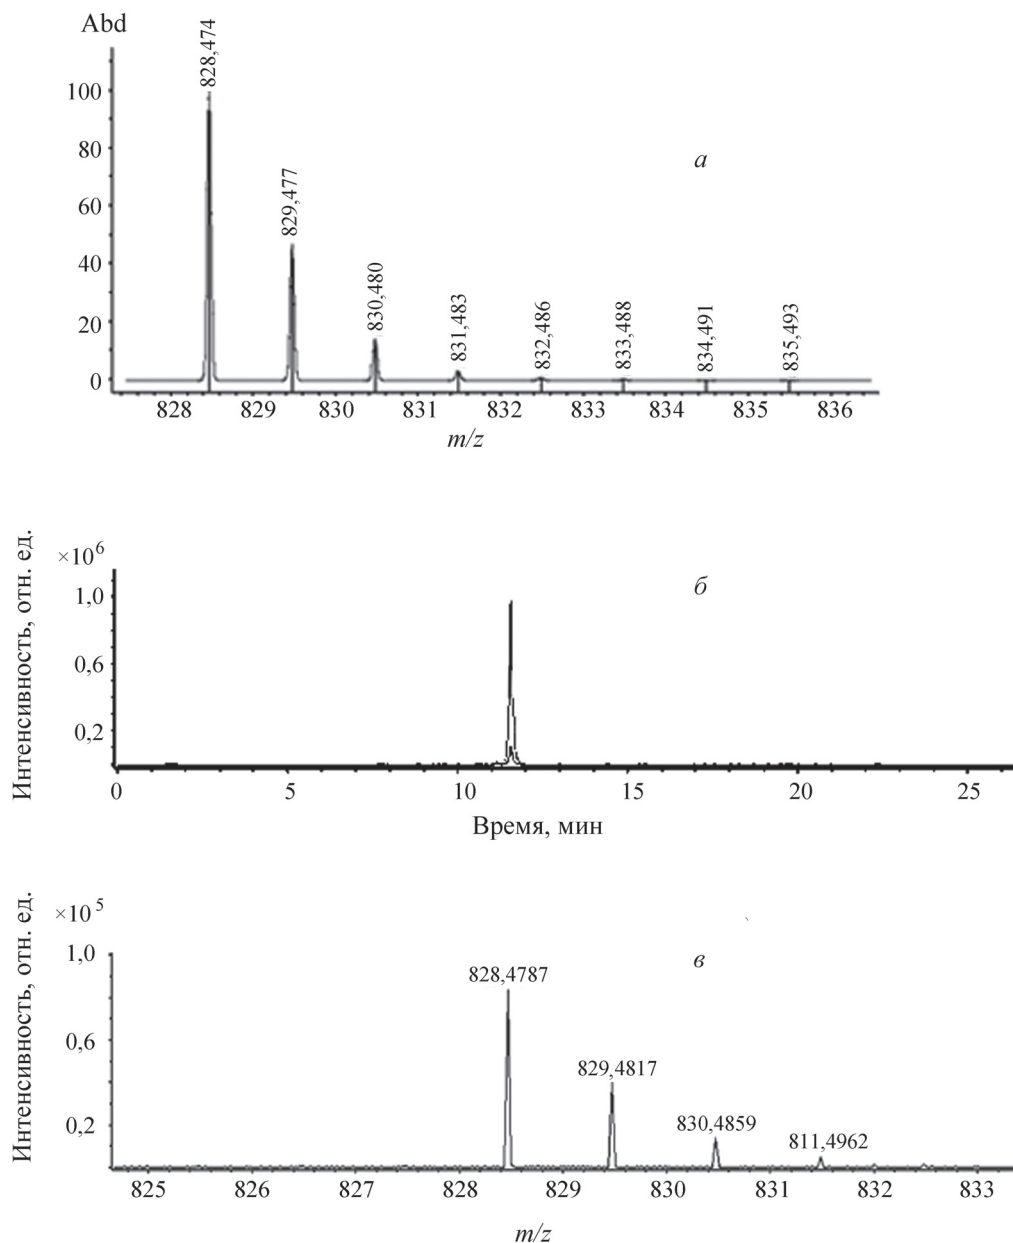 Abd
828,474
829,477
830,480
831,483
832,486
833,488
834,491
835,493
а
100
80
60
40
20
0
828 829 830 831 832 833 834 835 836
m/z
Интенсивность, отн. ед.
×10⁶
б
1,0
0,6
0,2
0 5 10 15 20 25
Время, мин
Интенсивность, отн. ед.
×10⁵
в
1,0
0,6
0,2
828,4787
829,4817
830,4859
811,4962
825 826 827 828 829 830 831 832 833
m/z